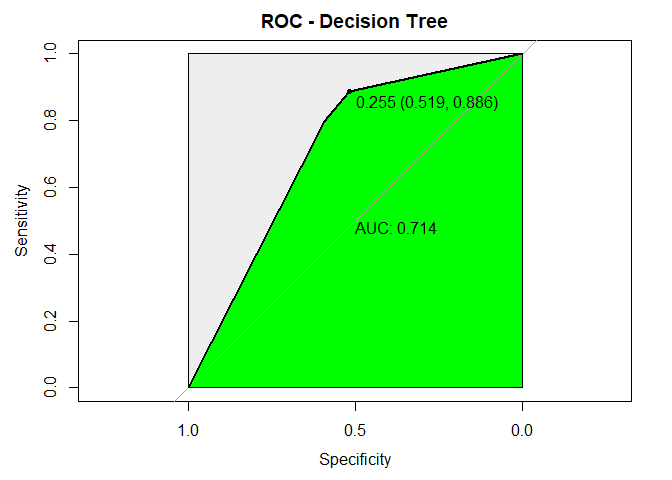 ROC - Decision Tree
Sensitivity
1.0
0.8
0.6
0.4
0.2
0.0
0.255 (0.519, 0.886)
AUC: 0.714
1.0 0.5 0.0
Specificity